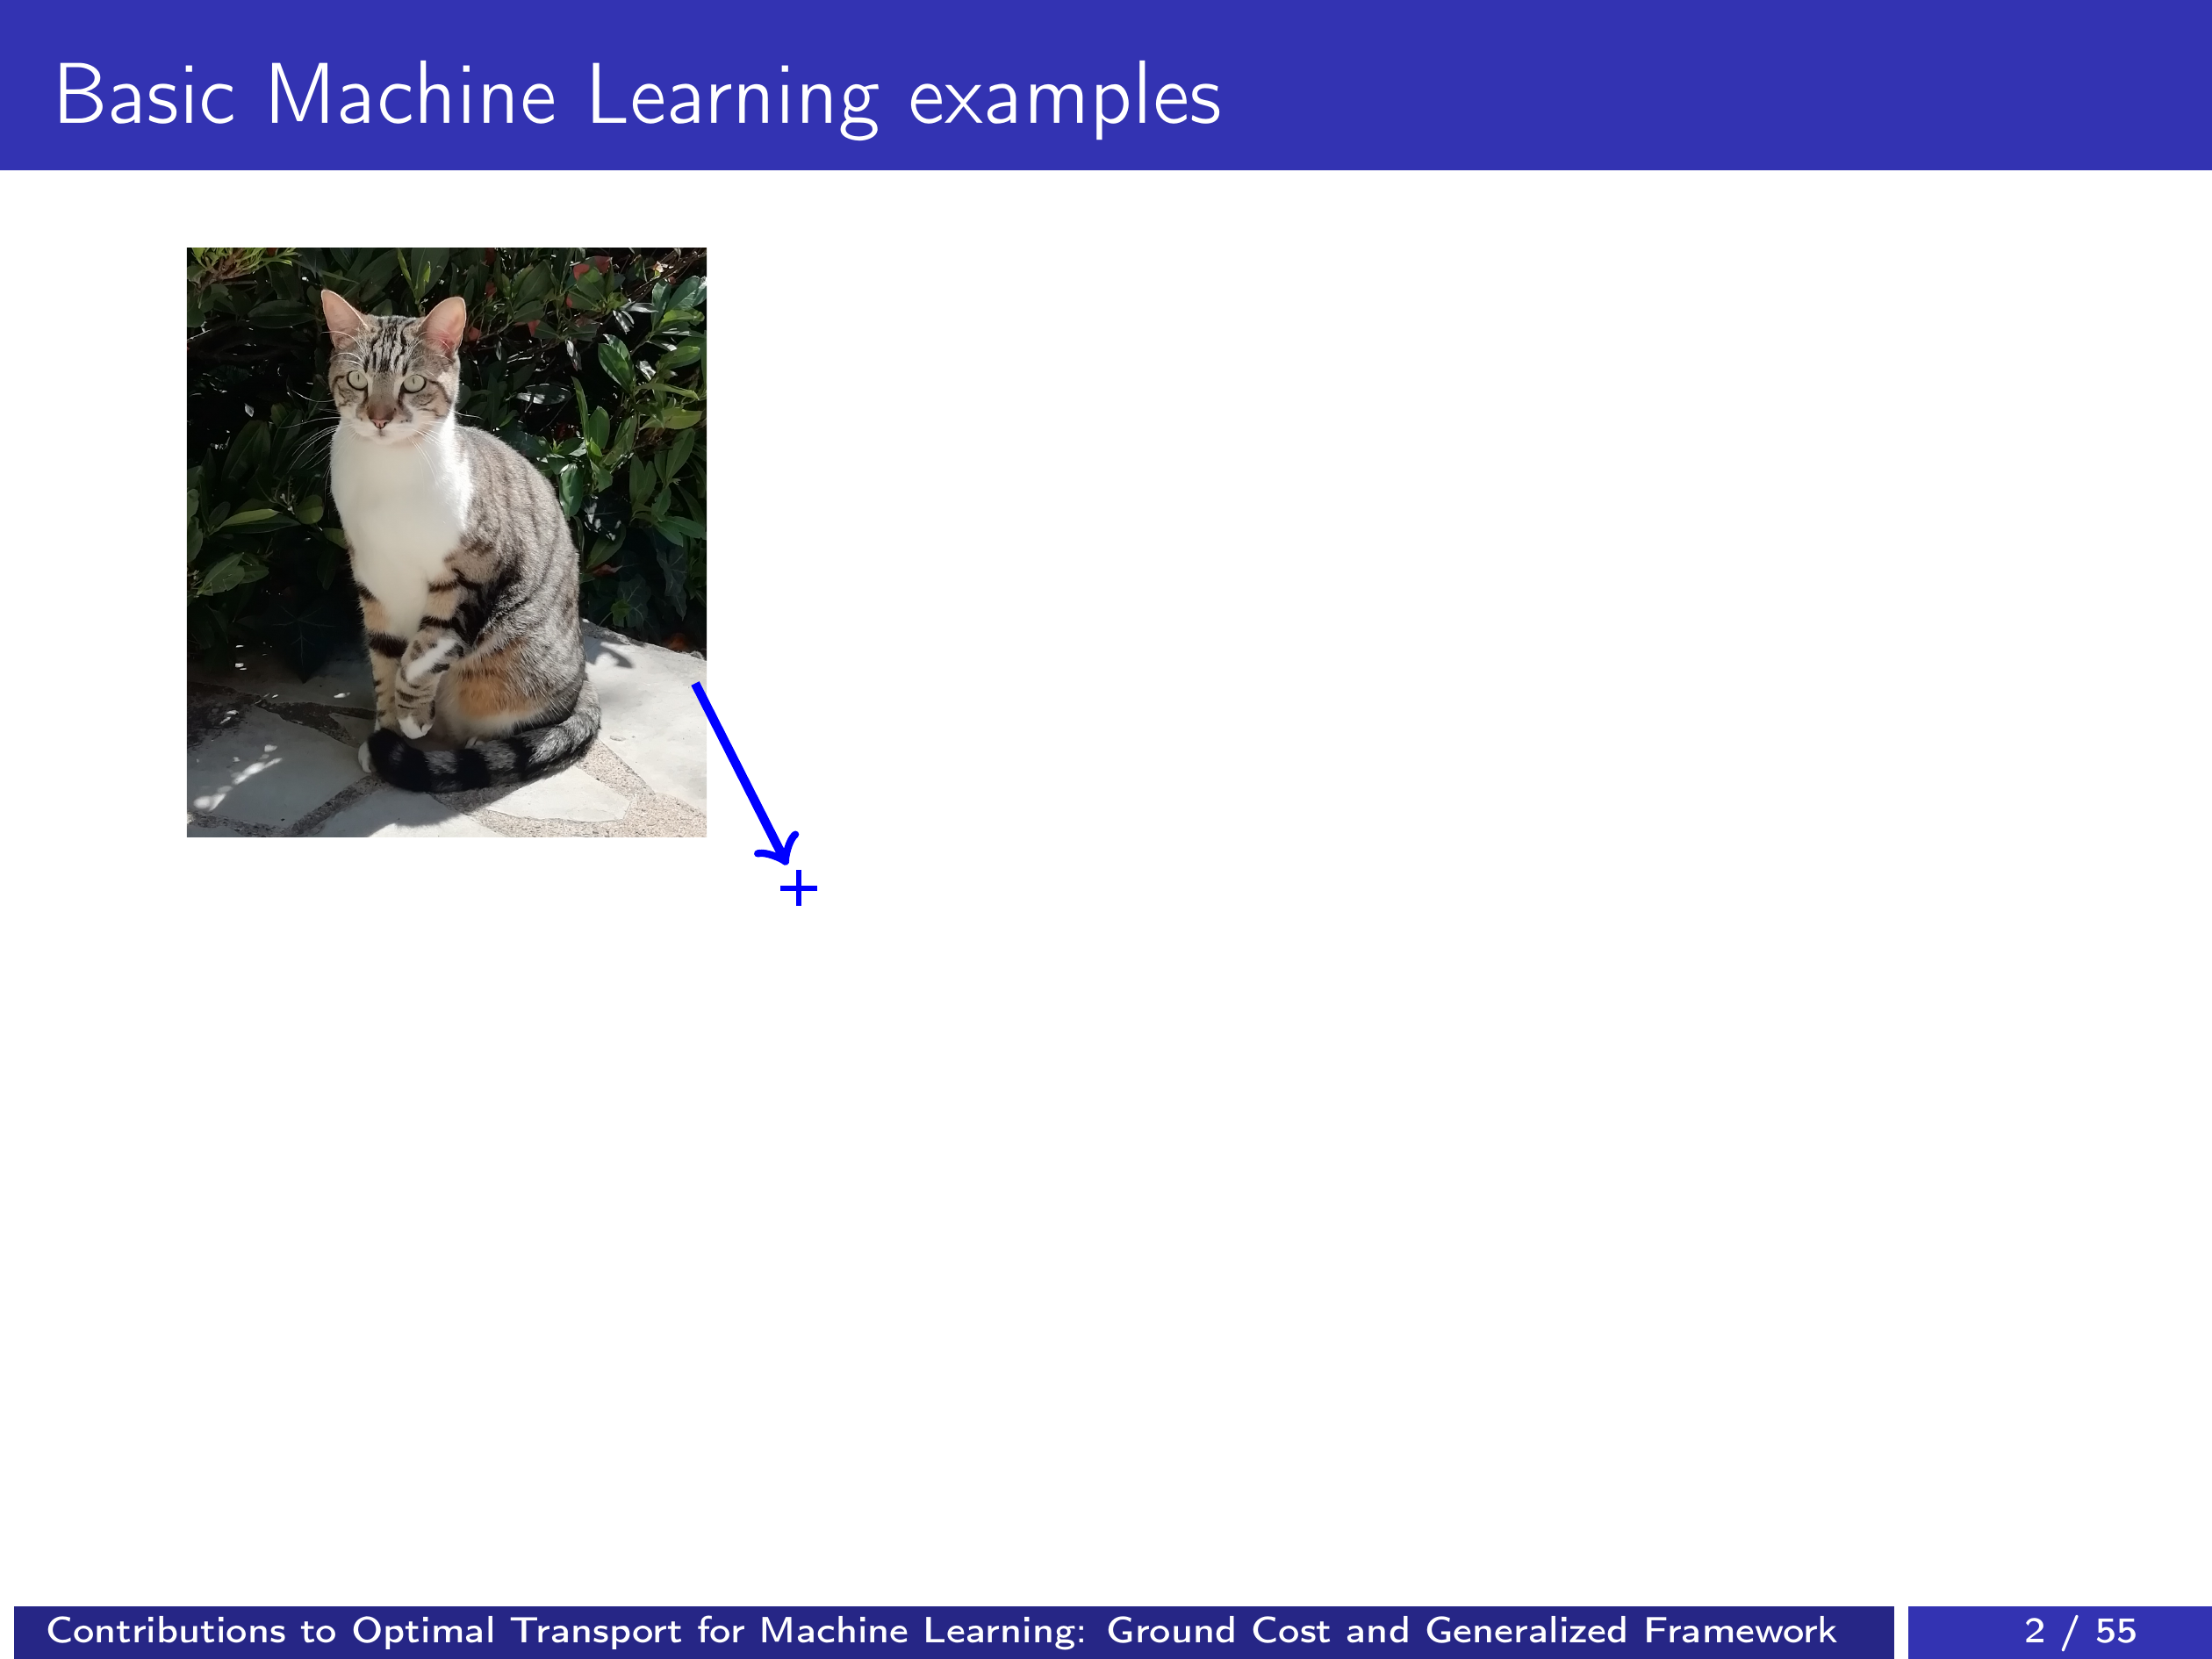 Basic Machine Learning examples
+
Contributions to Optimal Transport for Machine Learning: Ground Cost and Generalized Framework
2 / 55